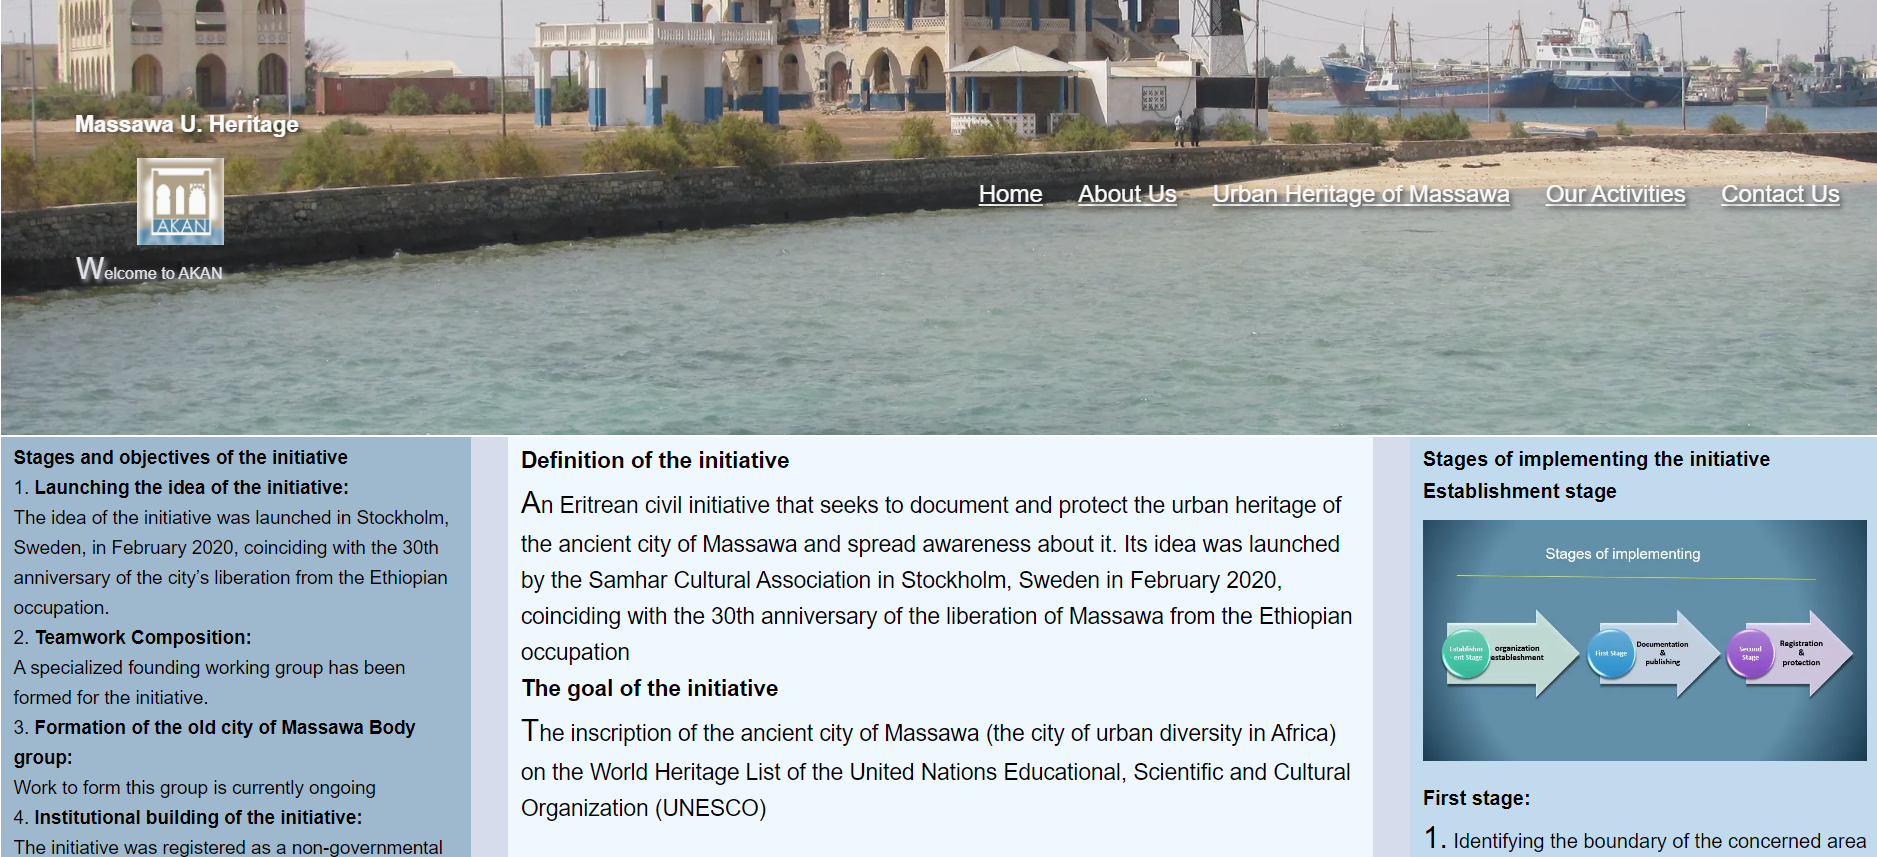 Massawa U. Heritage
AKAN
Welcome to AKAN
Home About Us Urban Heritage of Massawa Our Activities Contact Us
Stages and objectives of the initiative
1. Launching the idea of the initiative:
The idea of the initiative was launched in Stockholm,
Sweden, in February 2020, coinciding with the 30th
anniversary of the city’s liberation from the Ethiopian
occupation.
2. Teamwork Composition:
A specialized founding working group has been
formed for the initiative.
3. Formation of the old city of Massawa Body
group:
Work to form this group is currently ongoing
4. Institutional building of the initiative:
The initiative was registered as a non-governmental
Definition of the initiative
An Eritrean civil initiative that seeks to document and protect the urban heritage of
the ancient city of Massawa and spread awareness about it. Its idea was launched
by the Samhar Cultural Association in Stockholm, Sweden in February 2020,
coinciding with the 30th anniversary of the liberation of Massawa from the Ethiopian
occupation
The goal of the initiative
The inscription of the ancient city of Massawa (the city of urban diversity in Africa)
on the World Heritage List of the United Nations Educational, Scientific and Cultural
Organization (UNESCO)
Stages of implementing the initiative
Establishment stage
Stages of implementing
Establishm
ent Stage
organization
estableshment
First Stage
Documentation
&
publishing
Second
Stage
Registration
&
protection
First stage:
1. Identifying the boundary of the concerned area